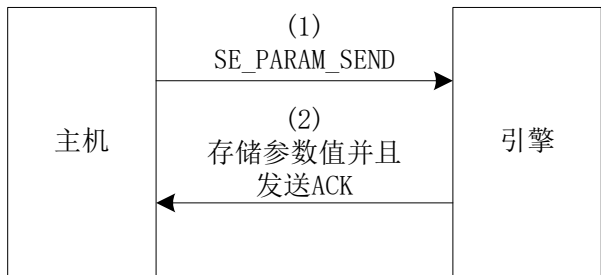 (1)
SE_PARAM_SEND
主机
(2)
存储参数值并且
发送ACK
引擎